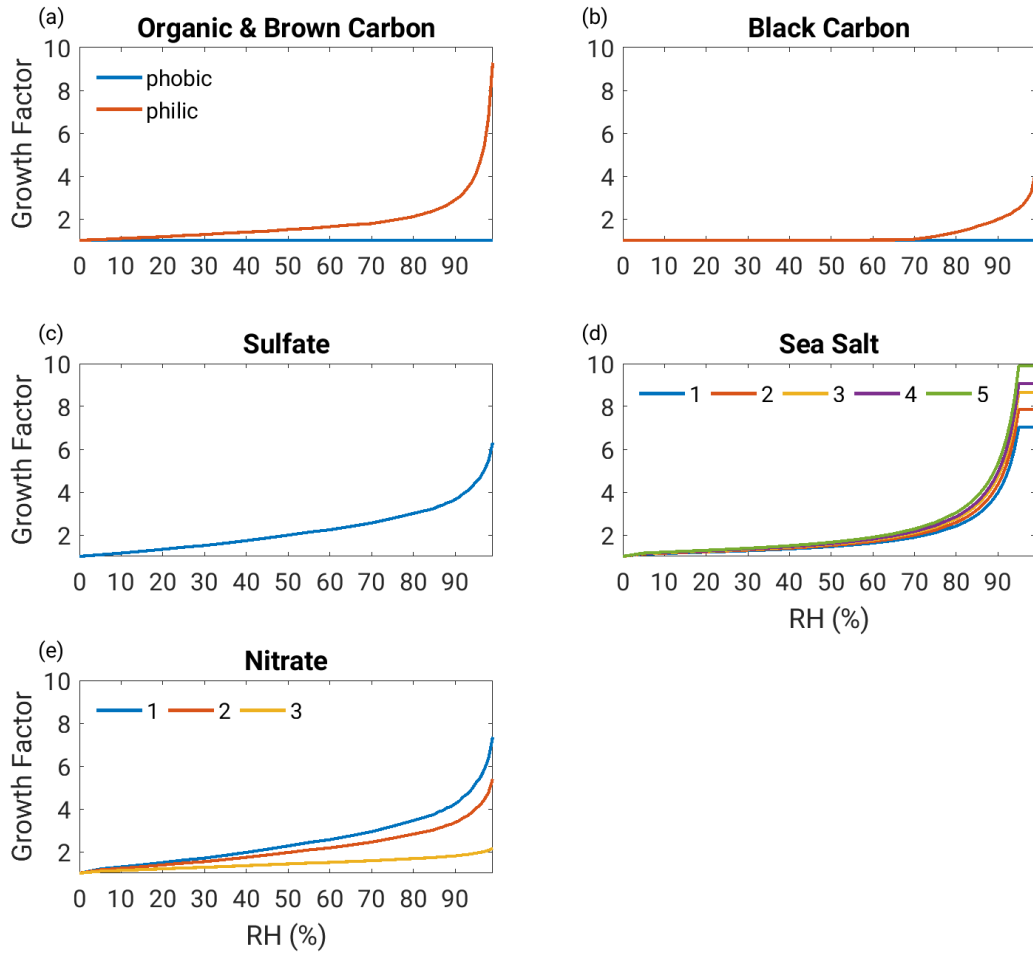 (a)
Organic & Brown Carbon
10
8
6
4
2
Growth Factor
phobic
philic
0 10 20 30 40 50 60 70 80 90
(b)
Black Carbon
10
8
6
4
2
0 10 20 30 40 50 60 70 80 90
(c)
Sulfate
10
8
6
4
2
Growth Factor
0 10 20 30 40 50 60 70 80 90
(d)
Sea Salt
10
8
6
4
2
1 2 3 4 5
0 10 20 30 40 50 60 70 80 90
RH (%)
(e)
Nitrate
10
8
6
4
2
Growth Factor
1 2 3
0 10 20 30 40 50 60 70 80 90
RH (%)